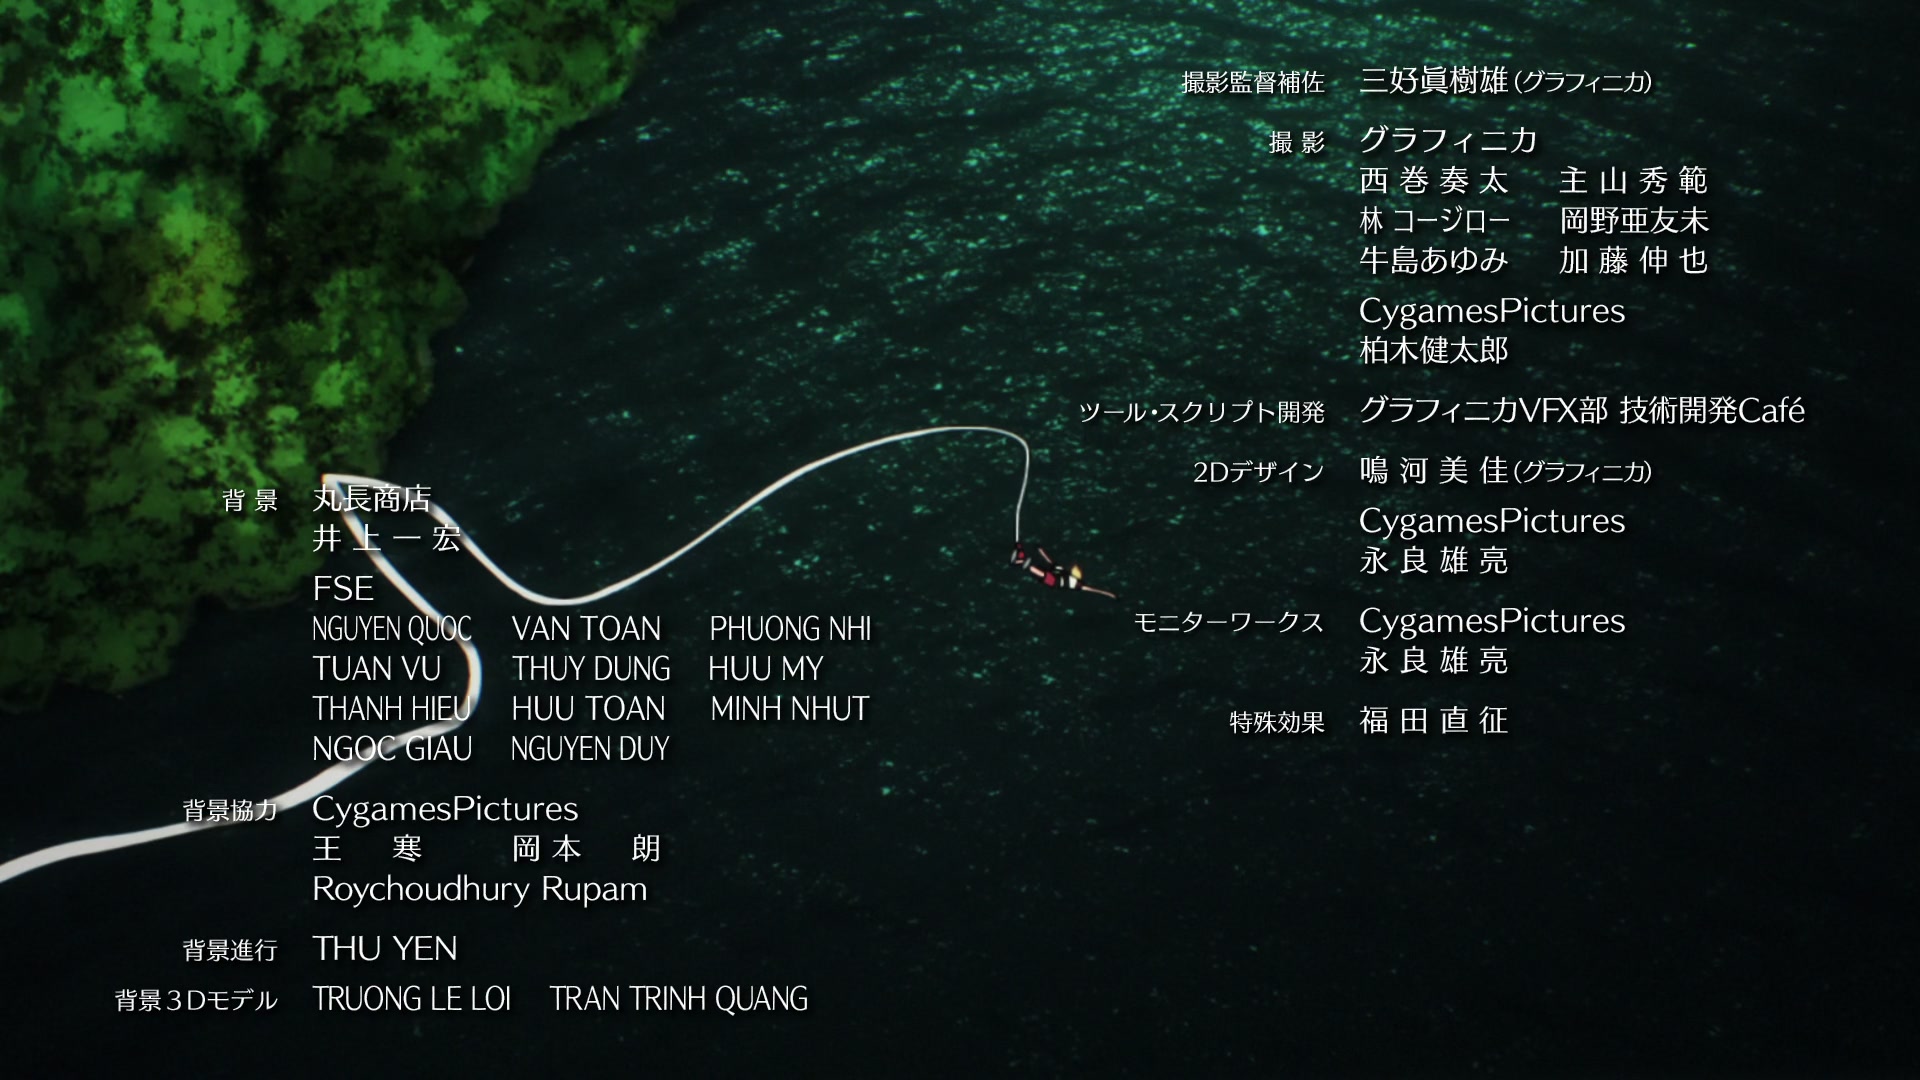 背景 丸長商店
井上一宏
FSE
NGUYEN QUOC VAN TOAN PHUONG NHI
TUAN VU THUY DUNG HUU MY
THANH HIEU HUU TOAN MINH NHUT
NGOC GIAU NGUYEN DUY
背景協力 CygamesPictures
王寒 岡本朗
Roychoudhury Rupam
背景進行 THU YEN
背景３Dモデル TRUONG LE LOI TRAN TRINH QUANG
撮影監督補佐 三好眞樹雄(グラフィニカ)
撮影 グラフィニカ
西巻奏太 主山秀範
林コージロー 岡野亜友未
牛島あゆみ 加藤伸也
CygamesPictures
柏木健太郎
ツール・スクリプト開発 グラフィニカVFX部 技術開発Café
2Dデザイン 鳴河美佳(グラフィニカ)
CygamesPictures
永良雄亮
モニターワークス CygamesPictures
永良雄亮
特殊効果 福田直征